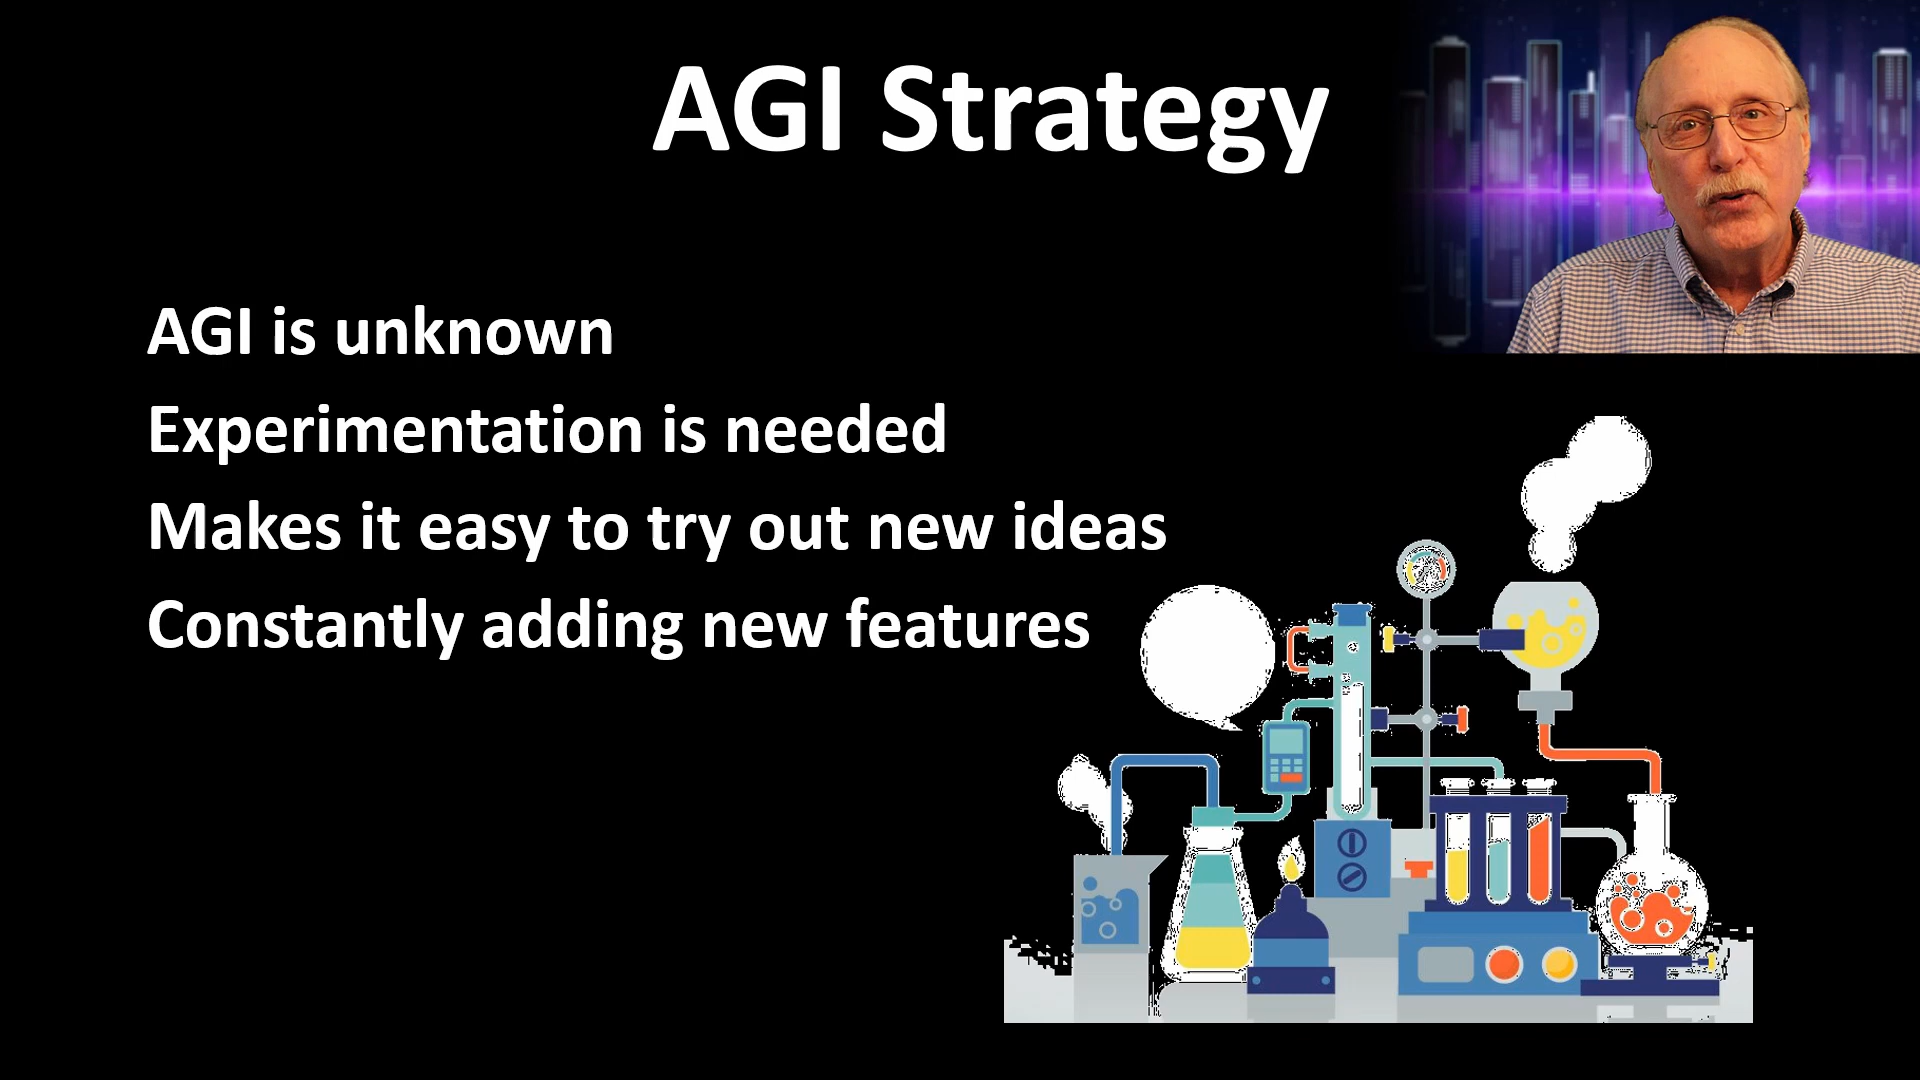 AGI Strategy
AGI is unknown
Experimentation is needed
Makes it easy to try out new ideas
Constantly adding new features